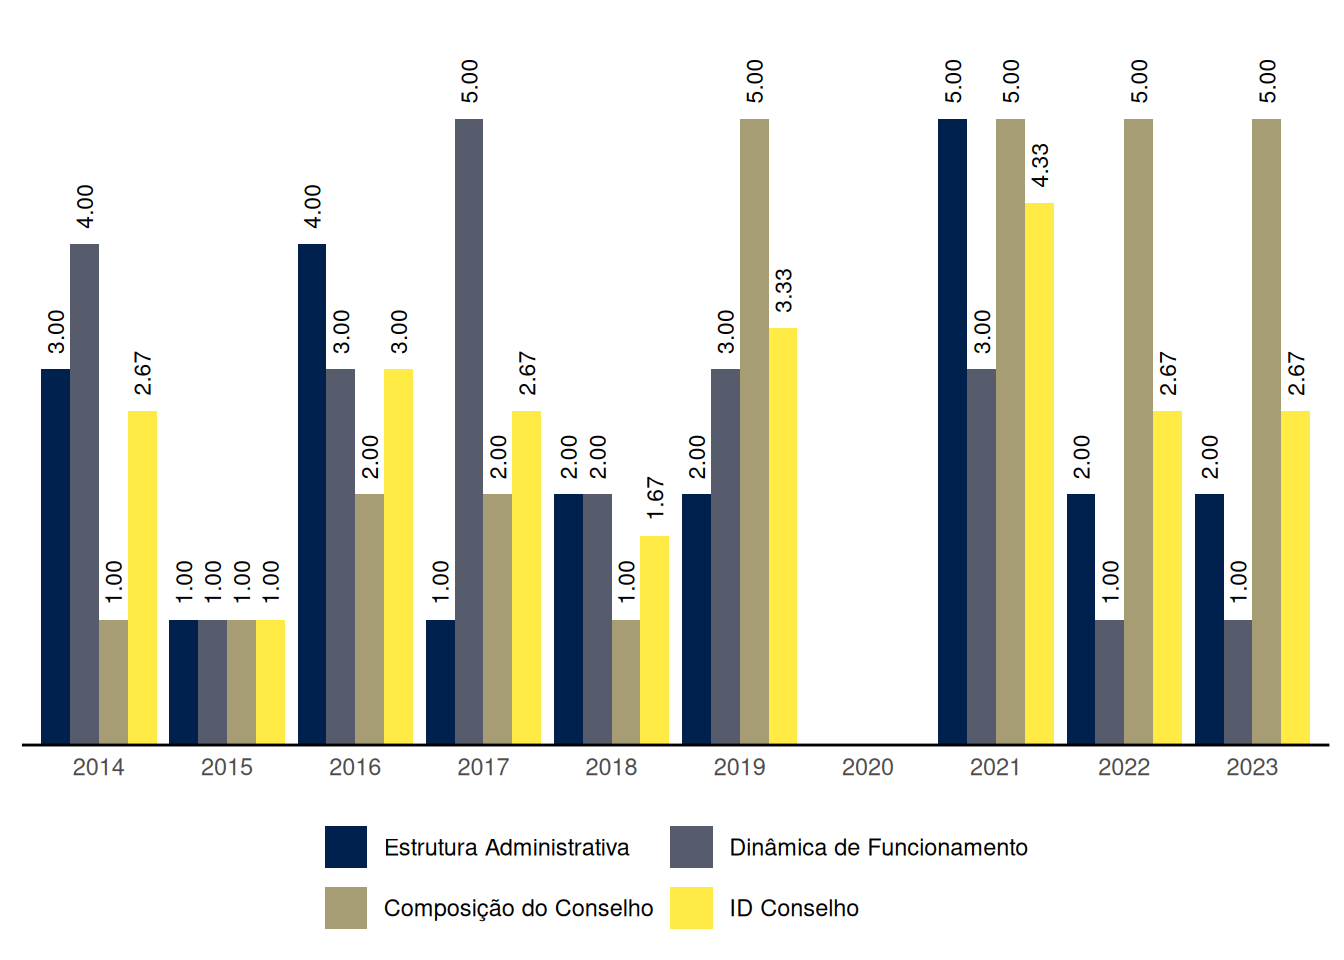 3.00 4.00 1.00 2.67
1.00 1.00 1.00 1.00
4.00 3.00 2.00 3.00
1.00 5.00 2.00 2.67
2.00 2.00 1.00 1.67
2.00 3.00 5.00 3.33
5.00 3.00 5.00 4.33
2.00 1.00 5.00 2.67
2.00 1.00 5.00 2.67
2014 2015 2016 2017 2018 2019 2020 2021 2022 2023
Estrutura Administrativa Dinâmica de Funcionamento
Composição do Conselho ID Conselho